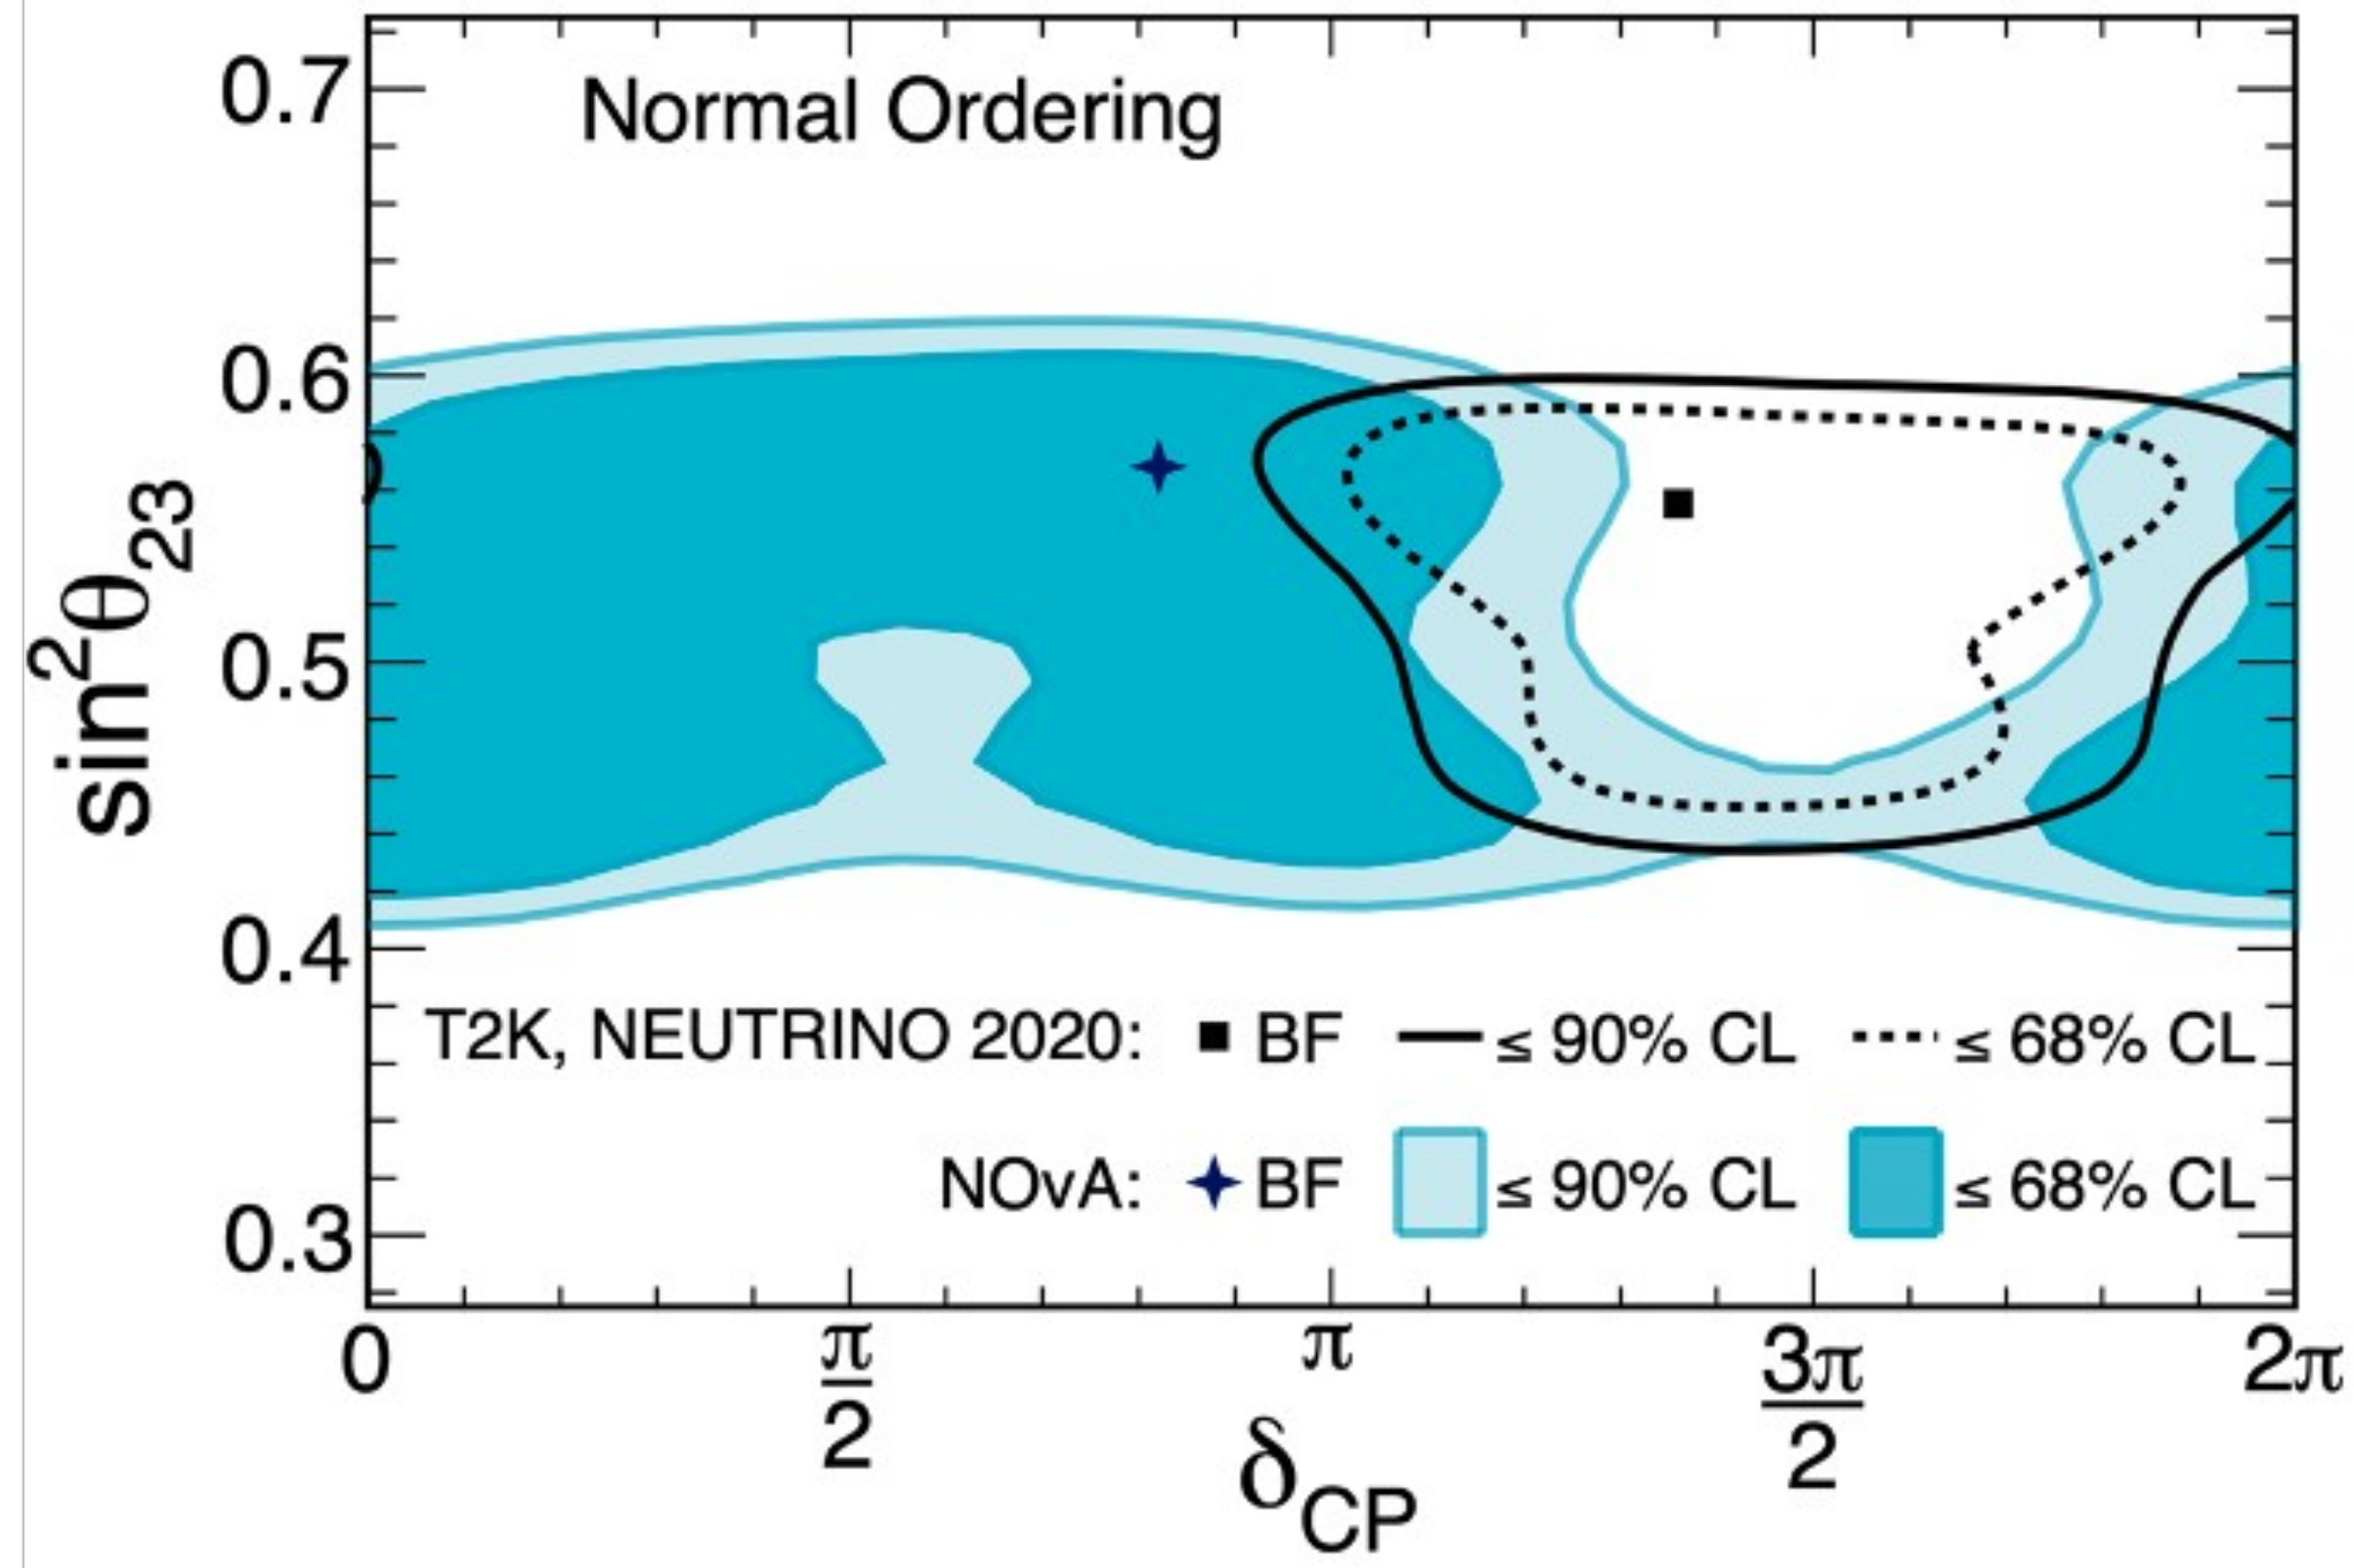 Normal Ordering
0.7
0.6
0.5
0.4
0.3
sin²θ₂₃
T2K, NEUTRINO 2020: BF ≤ 90% CL ≤ 68% CL
NOvA: BF ≤ 90% CL ≤ 68% CL
0 π/2 π 3π/2 2π
δCP